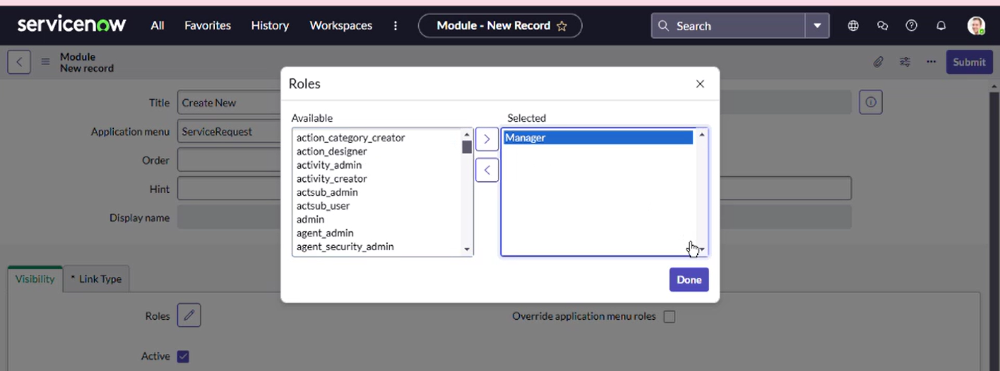 servicenow All Favorites History Workspaces Module - New Record Search
Module
New record
Submit
Roles
Title Create New
Application menu ServiceRequest
Order
Hint
Display name
Available
action_category_creator
action_designer
activity_admin
activity_creator
actsub_admin
actsub_user
admin
agent_admin
agent_security_admin
Selected
Manager
Done
Visibility * Link Type
Roles Override application menu roles
Active